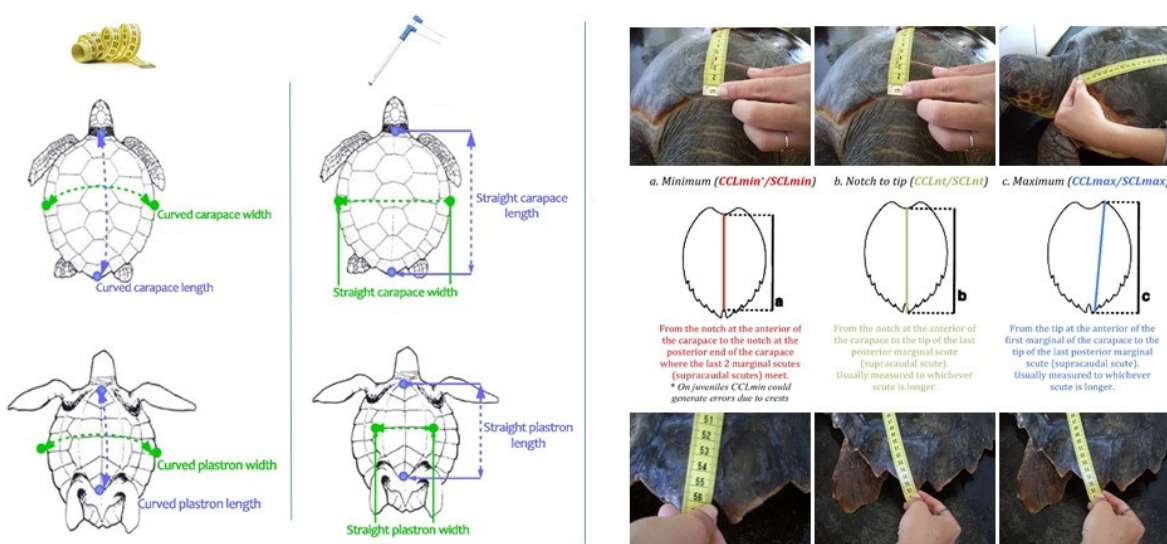 Curved carapace width
Curved carapace length
Straight carapace length
Straight carapace width
Curved plastron width
Curved plastron length
Straight plastron length
Straight plastron width
a. Minimum (CCLmin*/SCLmin)
b. Notch to tip (CCLnt/SCLnt)
c. Maximum (CCLmax/SCLmax)
a
b
c
From the notch at the anterior of
the carapace to the notch at the
posterior end of the carapace
where the last 2 marginal scutes
(supracaudal scutes) meet.
* On juveniles CCLmin could
generate errors due to crests
From the notch at the anterior of
the carapace to the tip of the last
posterior marginal scute
(supracaudal scute).
Usually measured to whichever
scute is longer.
From the tip at the anterior of the
first marginal of the carapace to the
tip of the last posterior marginal
scute (supracaudal scute).
Usually measured to whichever
scute is longer.
51
52
53
54
55
56